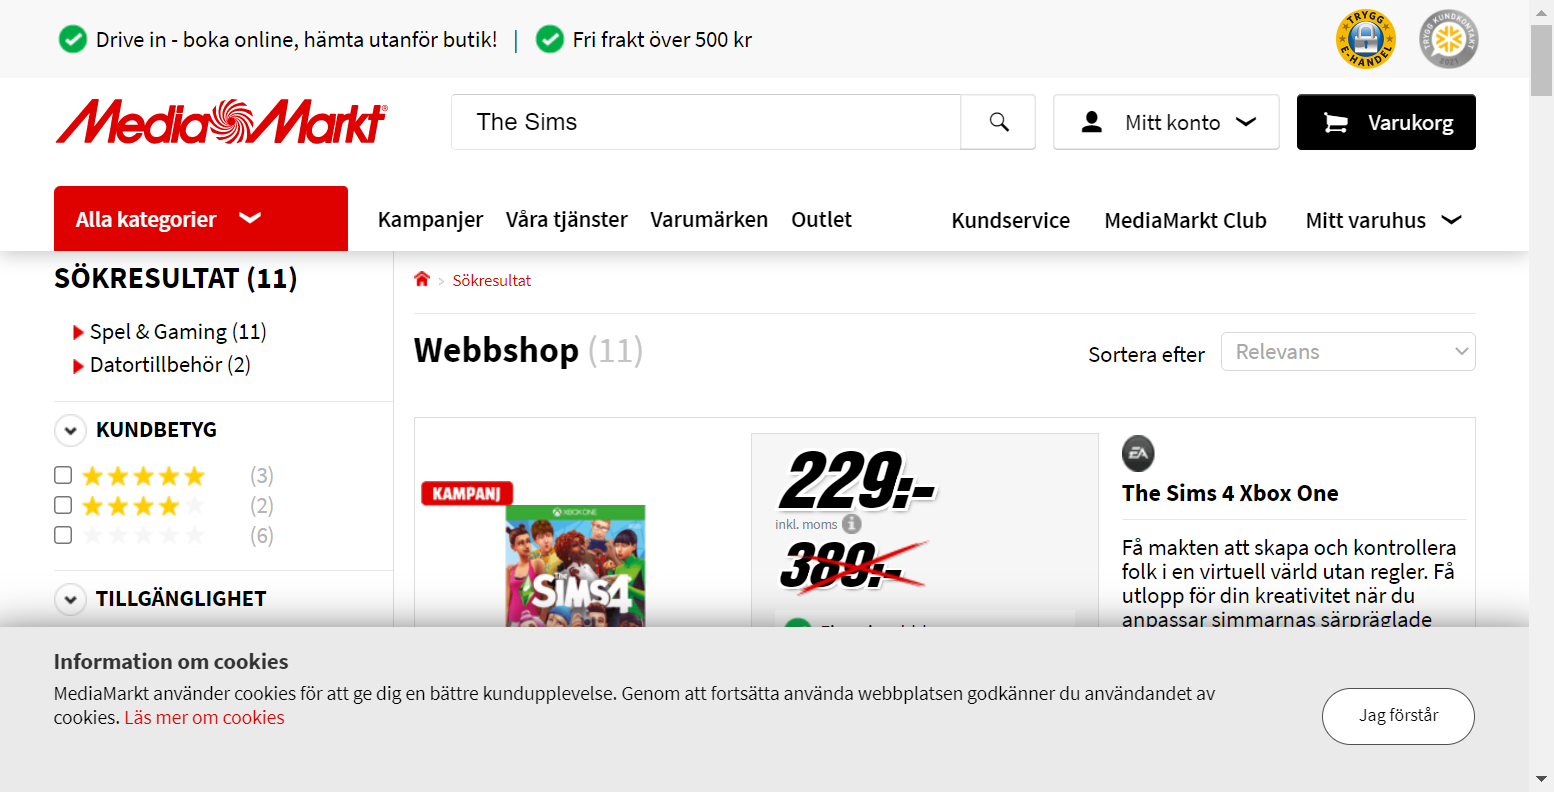 Drive in - boka online, hämta utanför butik! | Fri frakt över 500 kr
TRYGG E-HANDEL
TRYGG KUNDKONTAKT 2021
MediaMarkt®
The Sims
Mitt konto
Varukorg
Alla kategorier
Kampanjer Våra tjänster Varumärken Outlet
Kundservice MediaMarkt Club Mitt varuhus
SÖKRESULTAT (11)
Spel & Gaming (11)
Datortillbehör (2)
KUNDBETYG
(3)
(2)
(6)
TILLGÄNGLIGHET
> Sökresultat
Webbshop (11)
Sortera efter Relevans
KAMPANJ
XBOX ONE
THE SIMS 4
229:-
inkl. moms i
389:-
EA
The Sims 4 Xbox One
Få makten att skapa och kontrollera
folk i en virtuell värld utan regler. Få
utlopp för din kreativitet när du
anpassar simmarnas särpräglade
Information om cookies
MediaMarkt använder cookies för att ge dig en bättre kundupplevelse. Genom att fortsätta använda webbplatsen godkänner du användandet av
cookies. Läs mer om cookies
Jag förstår